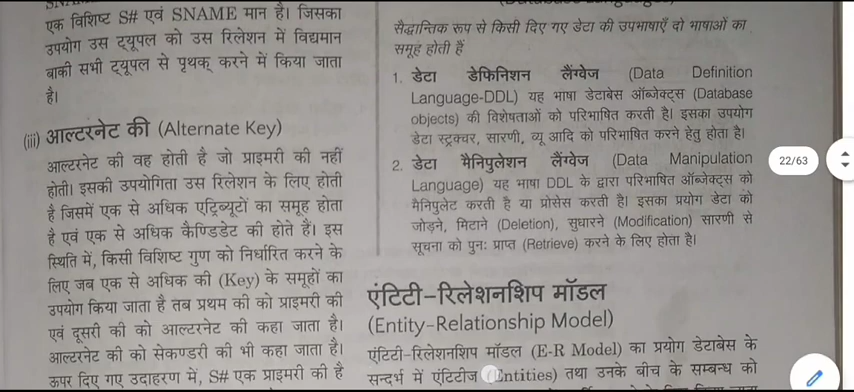 एक विशिष्ट S# एवं SNAME मान है। जिसका
उपयोग उस ट्यूपल को उस रिलेशन में विद्यमान
बाकी सभी ट्यूपल से पृथक् करने में किया जाता
है।
(iii) आल्टरनेट की (Alternate Key)
आल्टरनेट की वह होती है जो प्राइमरी की नहीं
होती। इसकी उपयोगिता उस रिलेशन के लिए होती
है जिसमें एक से अधिक एट्रिब्यूटों का समूह होता
है एवं एक से अधिक कैण्डिडेट की होते हैं। इस
स्थिति में, किसी विशिष्ट गुण को निर्धारित करने के
लिए जब एक से अधिक की (Key) के समूहों का
उपयोग किया जाता है तब प्रथम की को प्राइमरी की
एवं दूसरी की को आल्टरनेट की कहा जाता है।
आल्टरनेट की को सेकण्डरी की भी कहा जाता है।
ऊपर दिए गए उदाहरण में, S# एक प्राइमरी की है
सैद्धान्तिक रूप से किसी दिए गए डेटा की उपभाषाएँ दो भाषाओं का
समूह होती हैं
1. डेटा डेफिनिशन लैंग्वेज (Data Definition
Language-DDL) यह भाषा डेटाबेस ऑब्जेक्ट्स (Database
objects) की विशेषताओं को परिभाषित करती है। इसका उपयोग
डेटा स्ट्रक्चर, सारणी, व्यू आदि को परिभाषित करने हेतु होता है।
2. डेटा मैनिपुलेशन लैंग्वेज (Data Manipulation
Language) यह भाषा DDL के द्वारा परिभाषित ऑब्जेक्ट्स को
मैनिपुलेट करती है या प्रोसेस करती है। इसका प्रयोग डेटा को
जोड़ने, मिटाने (Deletion), सुधारने (Modification) सारणी से
सूचना को पुनः प्राप्त (Retrieve) करने के लिए होता है।
एंटिटी-रिलेशनशिप मॉडल
(Entity-Relationship Model)
एंटिटी-रिलेशनशिप मॉडल (E-R Model) का प्रयोग डेटाबेस के
सन्दर्भ में एंटिटीज (Entities) तथा उनके बीच के सम्बन्ध को
22/63